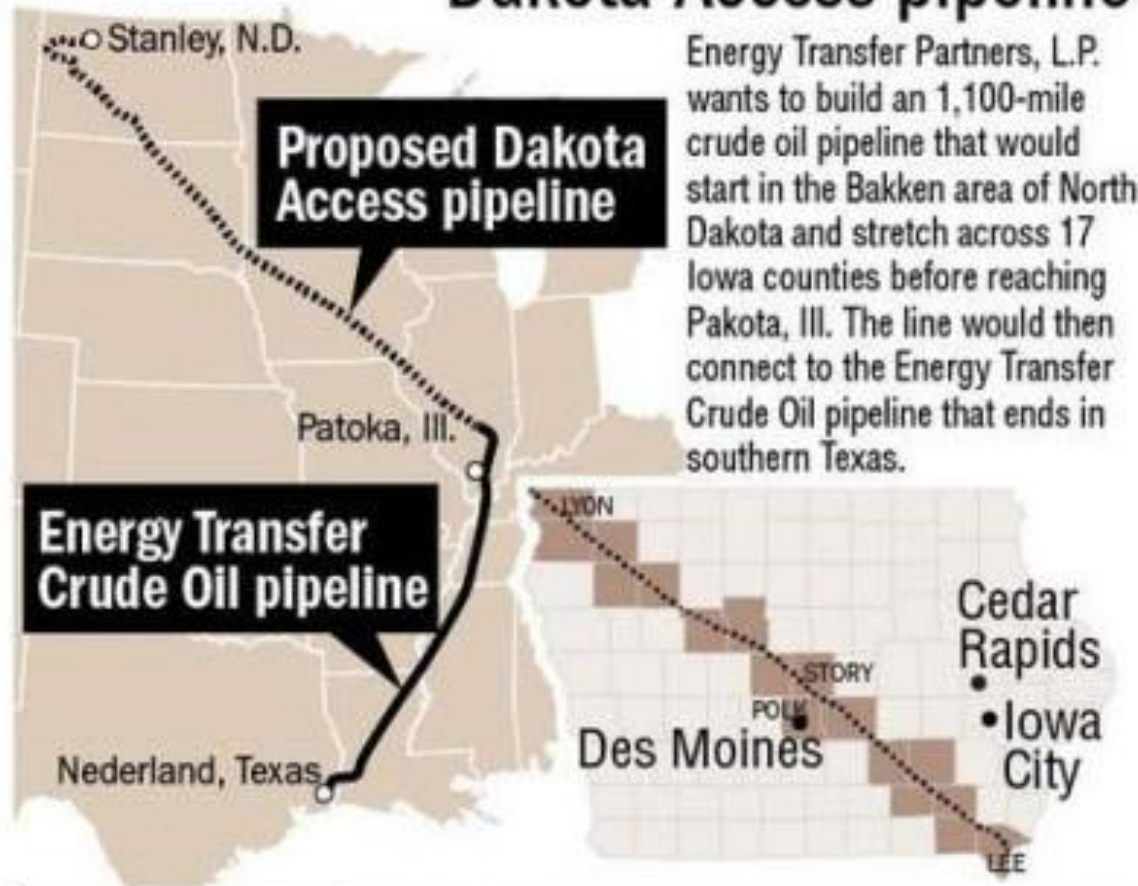 Dakota Access pipeline
Stanley, N.D.
Energy Transfer Partners, L.P.
wants to build an 1,100-mile
crude oil pipeline that would
start in the Bakken area of North
Dakota and stretch across 17
Iowa counties before reaching
Pakota, Ill. The line would then
connect to the Energy Transfer
Crude Oil pipeline that ends in
southern Texas.
Proposed Dakota
Access pipeline
Patoka, Ill.
Energy Transfer
Crude Oil pipeline
Nederland, Texas
LYON
STORY
POLK
Des Moines
Cedar
Rapids
Iowa
City
LEE